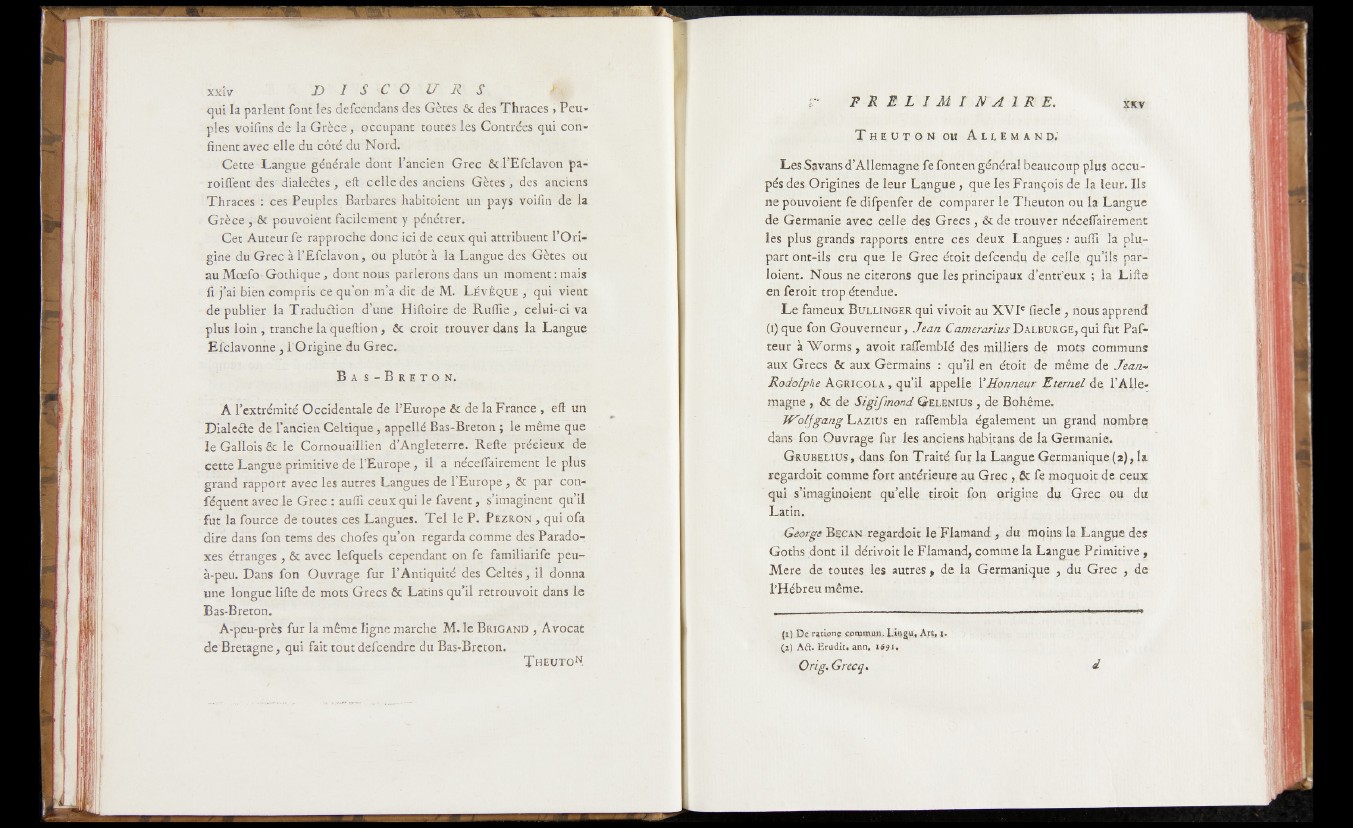 xxiv DISCOURS
qui la parlent ſont les deſcendans des Gètes & des Thraces, Peu-
ples voiſins de la Grèce, occupant toutes les Contrées qui con-
finent avec elle du côté du Nord.
Cette Langue générale dont l'ancien Grec & l'Eſclavon pa-
roiſſent des dialectes, eſt celle des anciens Gètes, des anciens
Thraces : ces Peuples Barbares habitoient un pays voiſin de la
Grèce, & pouvoient facilement y pénétrer.
Cet Auteur ſe rapproche donc ici de ceux qui attribuent l'Ori-
gine du Grec à l'Eſclavon, ou plutôt à la Langue des Gètes ou
au Mœſo-Gothique, dont nous parlerons dans un moment : mais
ſi j'ai bien compris ce qu'on m'a dit de M. LÉVÊQUE, qui vient
de publier la Traduction d'une Hiſtoire de Ruſſie, celui-ci va
plus loin, tranche la queſtion, & croit trouver dans la Langue
Eſclavonne, l'Origine du Grec.
BAS-BRETON.
A l'extrémité Occidentale de l'Europe & de la France, eſt un
Dialecte de l'ancien Celtique, appellé Bas-Breton ; le même que
le Gallois & le Cornouaillien d'Angleterre. Reſte précieux de
cette Langue primitive de l'Europe, il a néceſſairement le plus
grand rapport avec les autres Langues de l'Europe, & par con-
ſéquent avec le Grec : auſſi ceux qui le ſavent, s'imaginent qu'il
fut la ſource de toutes ces Langues. Tel le P. PEZRON, qui oſa
dire dans ſon tems des choſes qu'on regarda comme des Parado-
xes étranges, & avec leſquels cependant on ſe familiariſe peu-
à-peu. Dans ſon Ouvrage ſur l'Antiquité des Celtes, il donna
une longue liſte de mots Grecs & Latins qu'il retrouvoit dans le
Bas-Breton.
A-peu-près ſur la même ligne marche M. le BRIGAND, Avocat
de Bretagne, qui fait tout deſcendre du Bas-Breton.
THEUTON
PRELIMINAIRE. xxv
THEUTON ou ALLEMAND.
Les Savans d'Allemagne ſe ſont en général beaucoup plus occu-
pés des Origines de leur Langue, que les François de la leur. Ils
ne pouvoient ſe diſpenſer de comparer le Theuton ou la Langue
de Germanie avec celle des Grecs, & de trouver néceſſairement
les plus grands rapports entre ces deux Langues : auſſi la plu-
part ont-ils cru que le Grec étoit deſcendu de celle qu'ils par-
loient. Nous ne citerons que les principaux d'entr'eux ; la Liſte
en ſeroit trop étendue.
Le fameux BULLINGER qui vivoit au XVIe ſiecle, nous apprend
(1) que ſon Gouverneur, Jean Camerarius DALBURGE, qui fut Paſ-
teur à Worms, avoit raſſemblé des milliers de mots communs
aux Grecs & aux Germains : qu'il en étoit de même de Jean-
Rodolphe AGRICOLA, qu'il appelle l'Honneur Eternel de l'Alle-
magne, & de Sigiſmond GELENIUS, de Bohême.
Wolfgang LAZIUS en raſſembla également un grand nombre
dans ſon Ouvrage ſur les anciens habitans de la Germanie.
GRUBELIUS, dans ſon Traité ſur la Langue Germanique (2), la
regardoit comme fort antérieure au Grec, & ſe moquoit de ceux
qui s'imaginoient qu'elle tiroit ſon origine du Grec ou du
Latin.
George BECAN regardoit le Flamand, du moins la Langue des
Goths dont il dérivoit le Flamand, comme la Langue Primitive,
Mere de toutes les autres, de la Germanique, du Grec, de
l'Hébreu même.
(1) De ratione commun. Lingu, Art, 1.
(2) Act. Erudit. ann, 1691.
Orig. Grecq. d